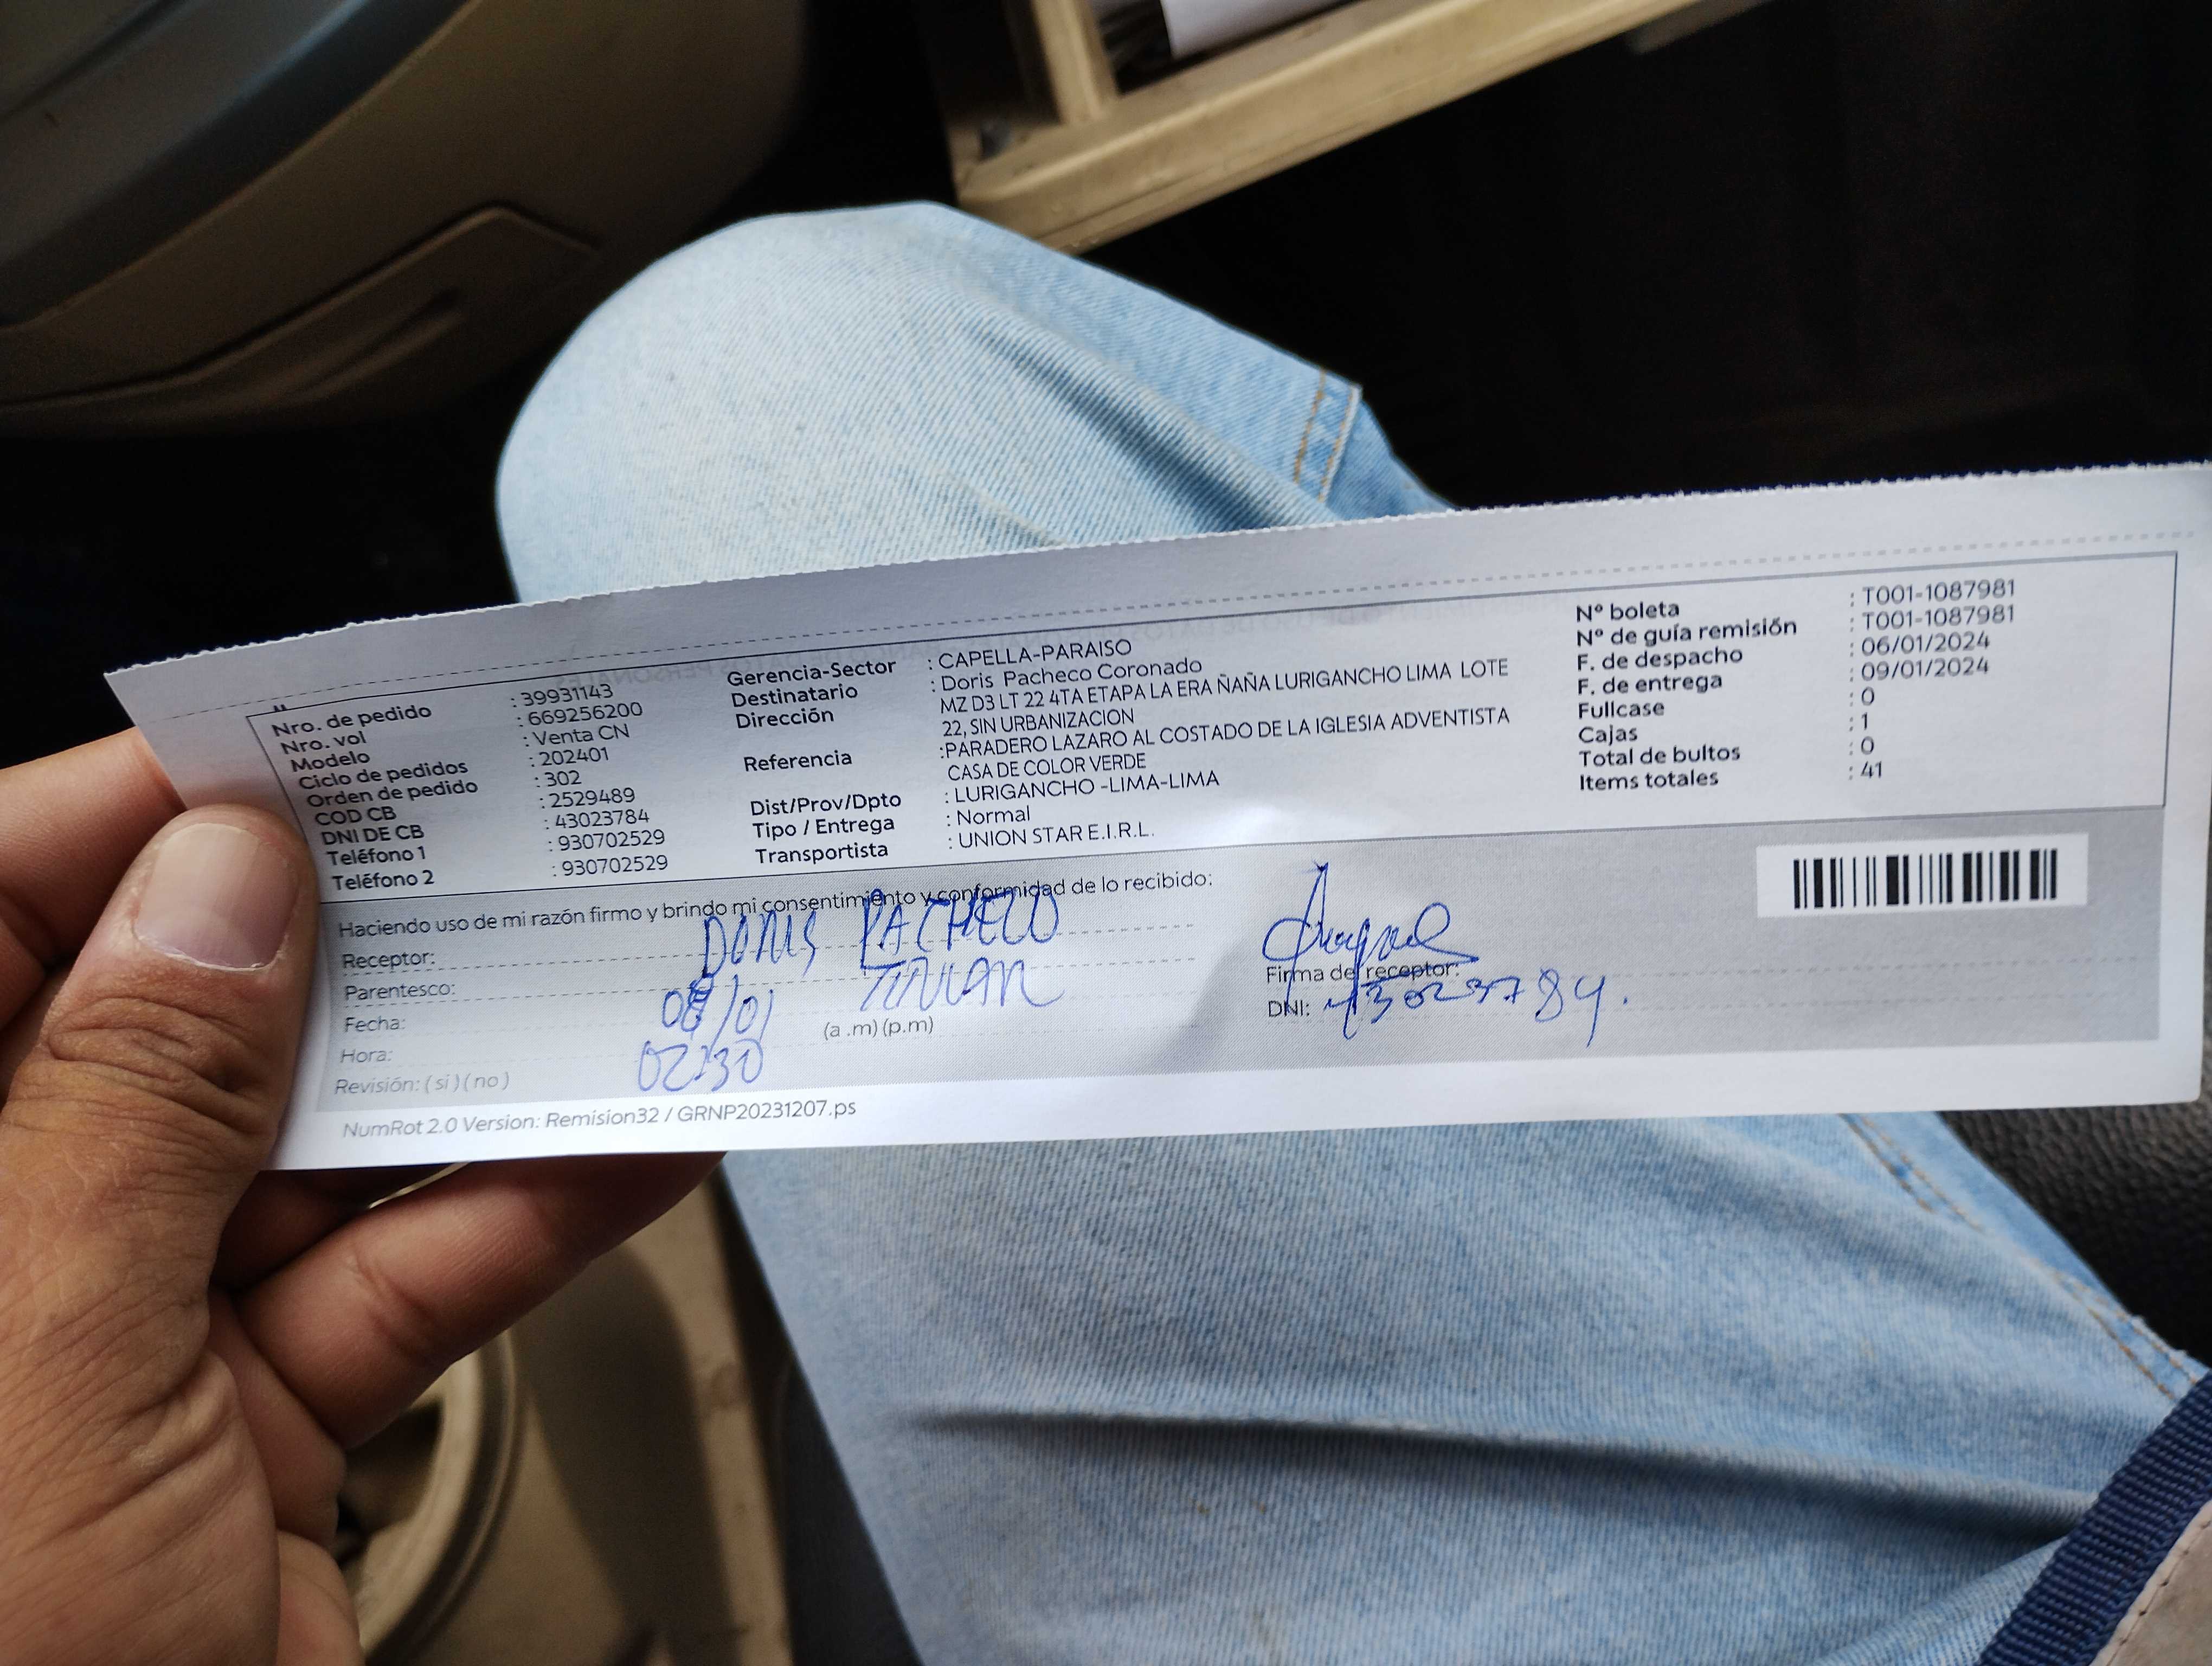 Nro. de pedido : 39931143
Nro. vol : 669256200
Modelo : Venta CN
Ciclo de pedidos : 202401
Orden de pedido : 302
COD CB : 2529489
DNI DE CB : 43023784
Teléfono 1 : 930702529
Teléfono 2 : 930702529
Gerencia-Sector : CAPELLA-PARAISO
Destinatario : Doris Pacheco Coronado
Dirección MZ D3 LT 22 4TA ETAPA LA ERA ÑAÑA LURIGANCHO LIMA LOTE
22, SIN URBANIZACION
Referencia :PARADERO LAZARO AL COSTADO DE LA IGLESIA ADVENTISTA
CASA DE COLOR VERDE
Dist/Prov/Dpto : LURIGANCHO -LIMA-LIMA
Tipo / Entrega : Normal
Transportista : UNION STAR E.I.R.L.
Nº boleta : T001-1087981
Nº de guía remisión : T001-1087981
F. de despacho : 06/01/2024
F. de entrega : 09/01/2024
Fullcase : 0
Cajas : 1
Total de bultos : 0
Items totales : 41
Haciendo uso de mi razón firmo y brindo mi consentimiento y conformidad de lo recibido:
Receptor: DORIS PACHECO
Parentesco: TITULAR
Fecha: 08/01
Hora: 02:30 (a .m) (p.m)
Revisión: ( si ) ( no )
Firma de receptor:
DNI: 43023784.
NumRot 2.0 Version: Remision32 / GRNP20231207.ps